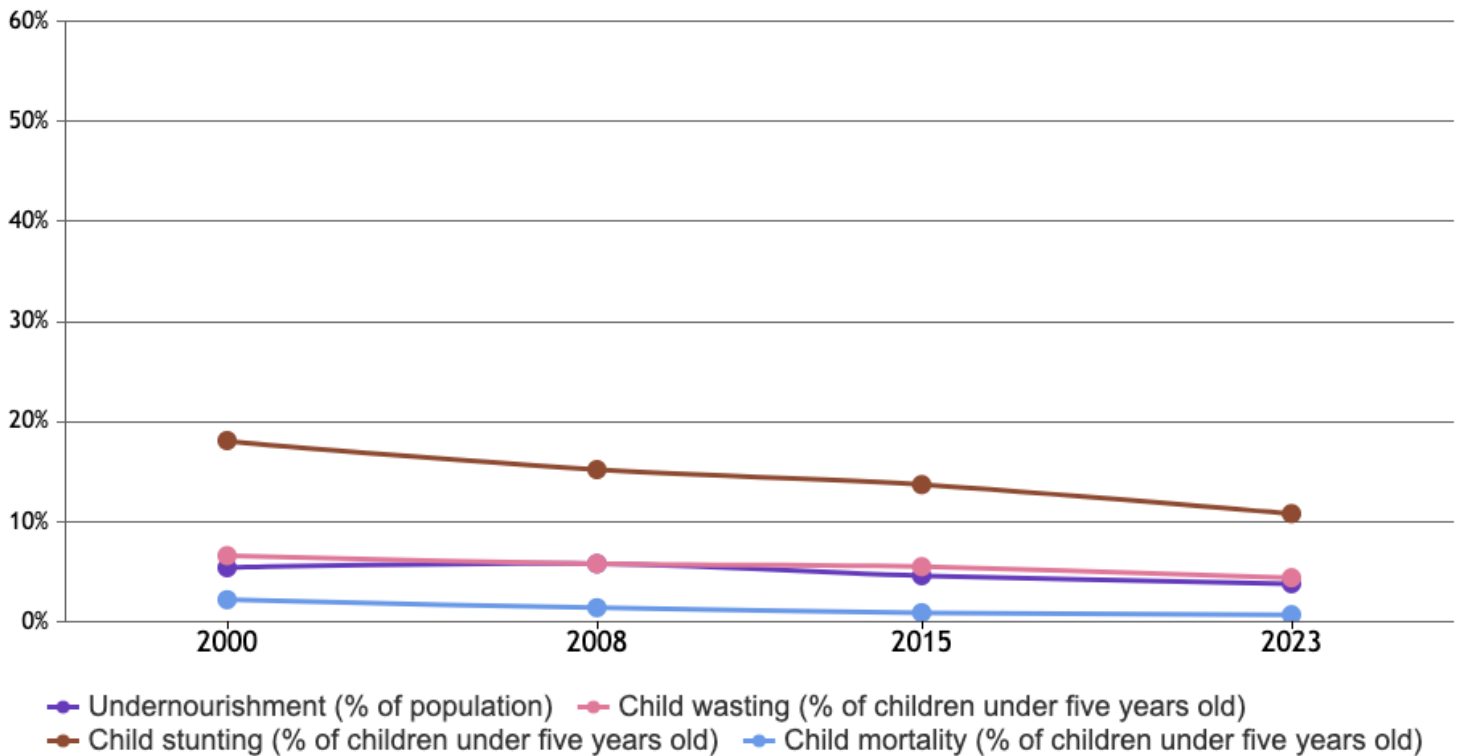 60%
50%
40%
30%
20%
10%
0%
2000 2008 2015 2023
Undernourishment (% of population) Child wasting (% of children under five years old)
Child stunting (% of children under five years old) Child mortality (% of children under five years old)